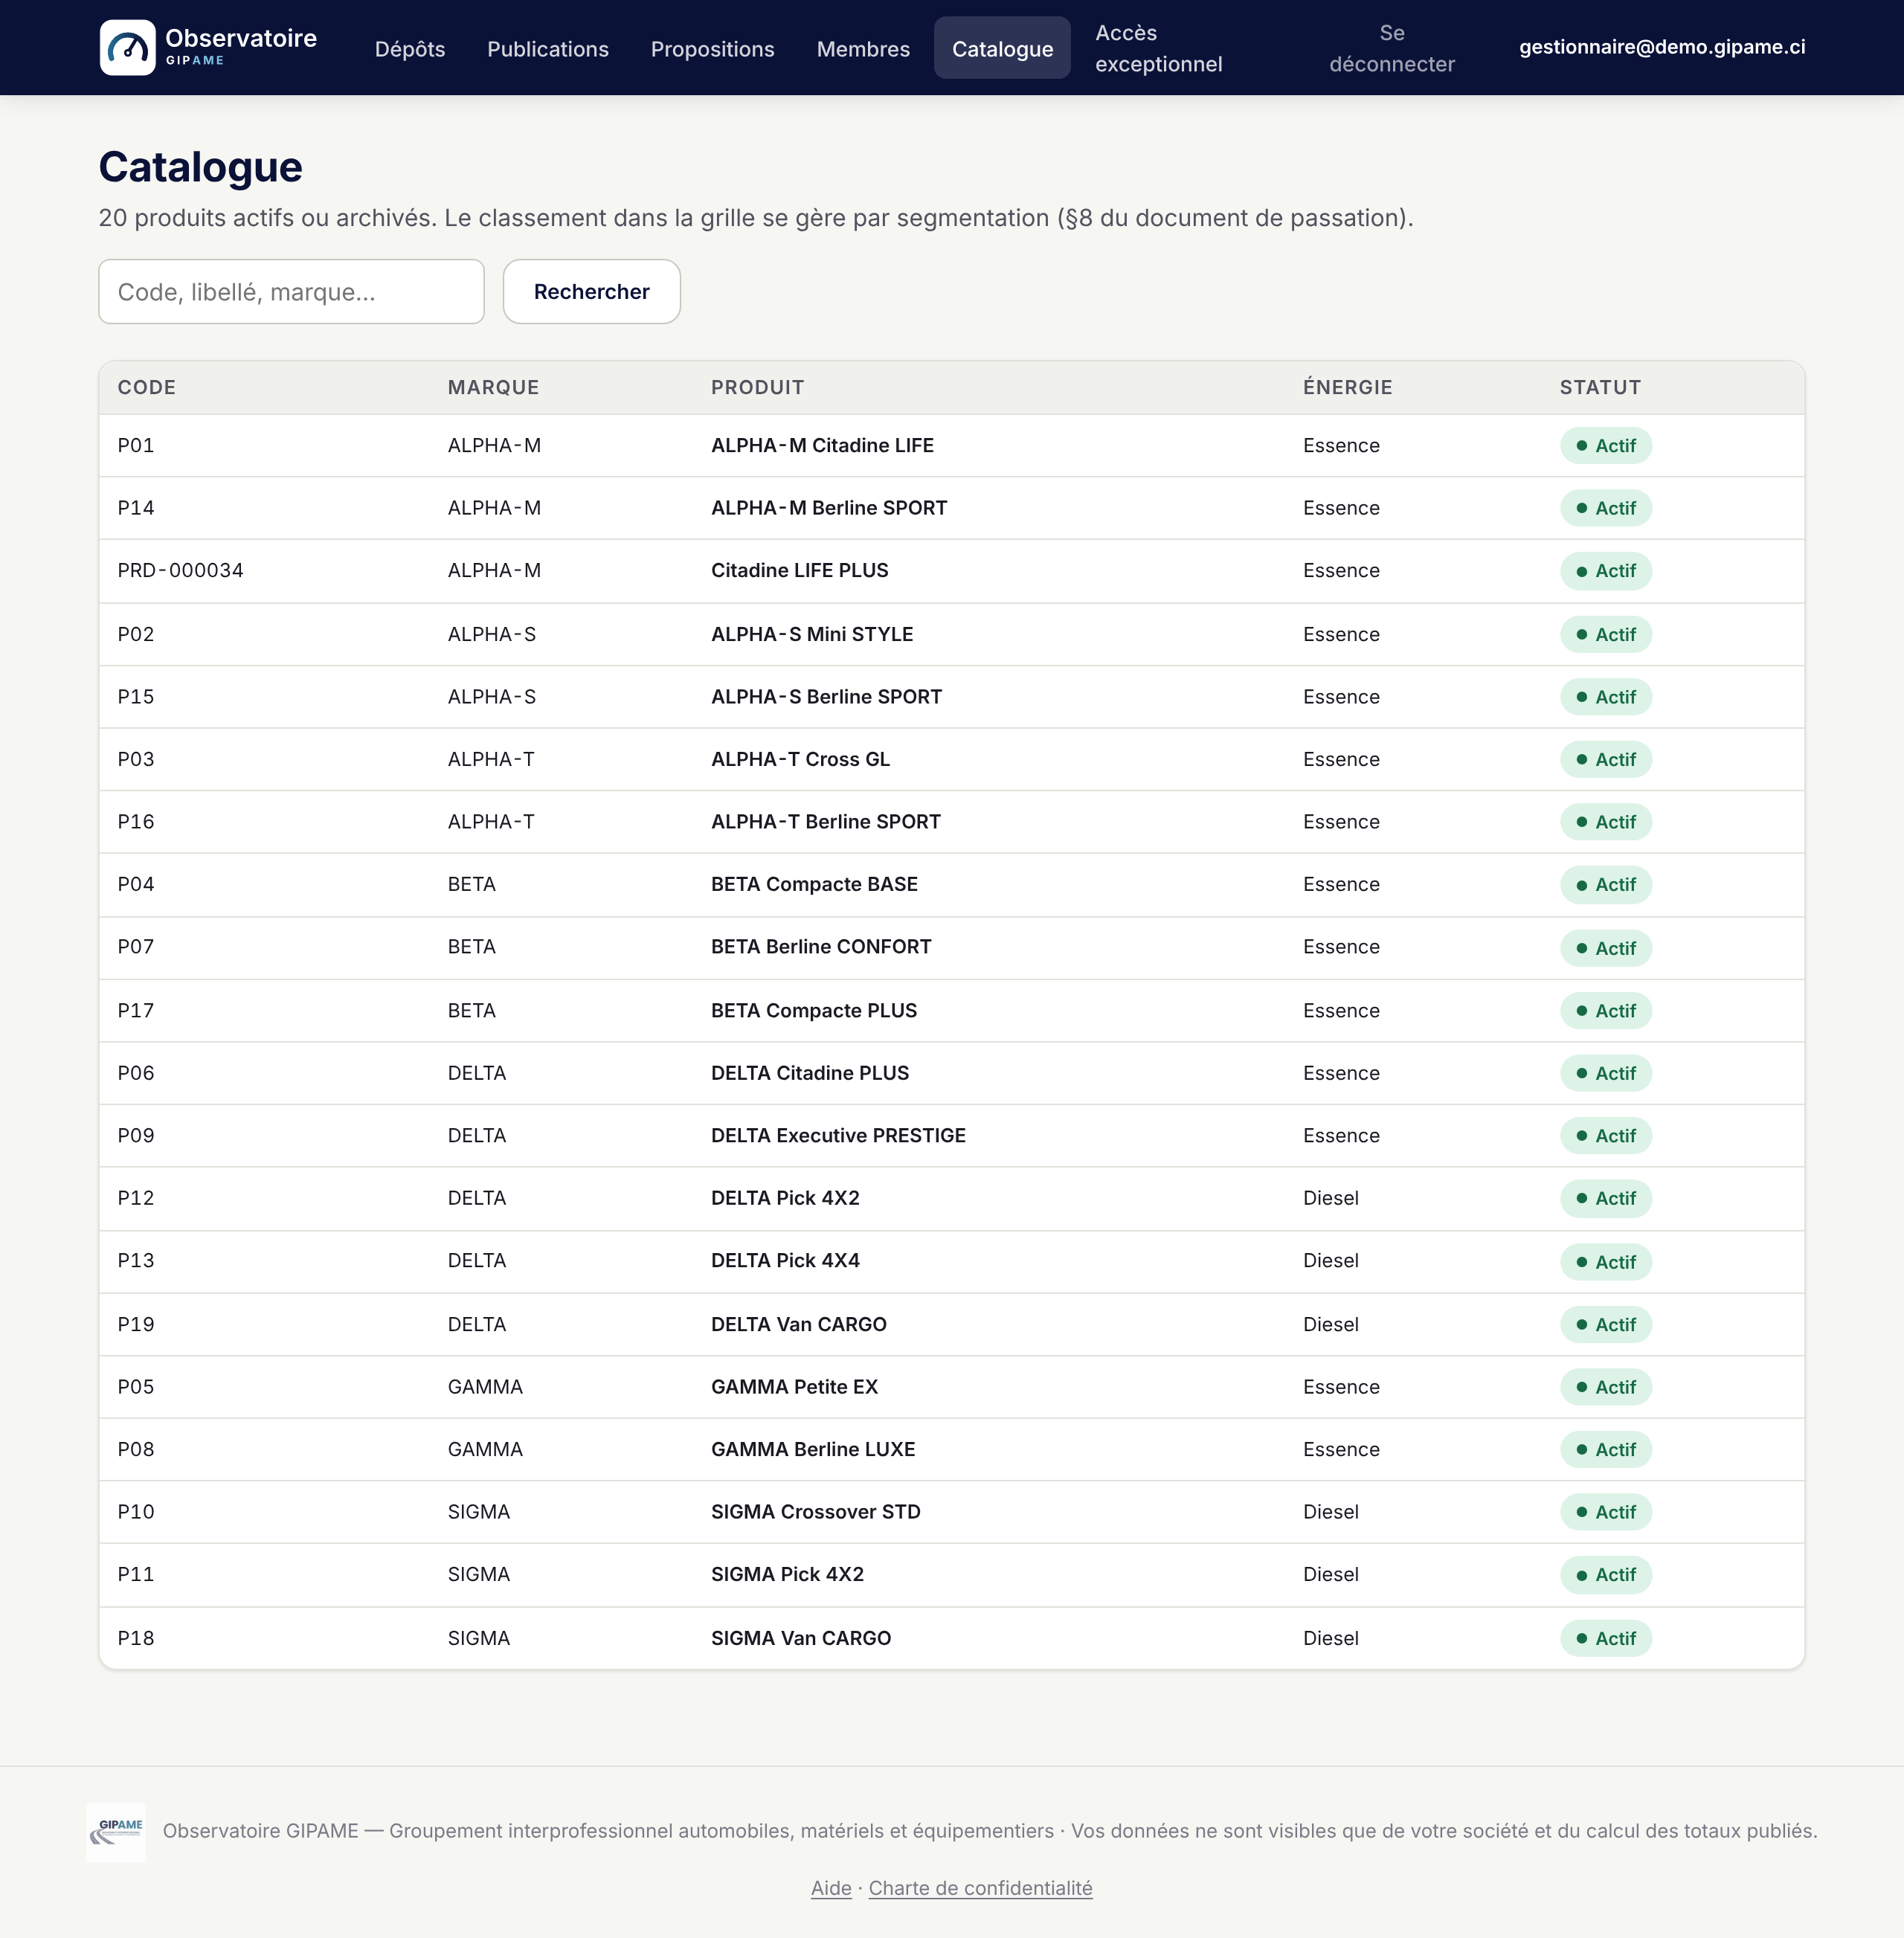 Observatoire
GIPAME
Dépôts Publications Propositions Membres Catalogue Accès exceptionnel Se déconnecter gestionnaire@demo.gipame.ci
Catalogue
20 produits actifs ou archivés. Le classement dans la grille se gère par segmentation (§8 du document de passation).
Code, libellé, marque... Rechercher
CODE MARQUE PRODUIT ÉNERGIE STATUT
P01 ALPHA-M ALPHA-M Citadine LIFE Essence Actif
P14 ALPHA-M ALPHA-M Berline SPORT Essence Actif
PRD-000034 ALPHA-M Citadine LIFE PLUS Essence Actif
P02 ALPHA-S ALPHA-S Mini STYLE Essence Actif
P15 ALPHA-S ALPHA-S Berline SPORT Essence Actif
P03 ALPHA-T ALPHA-T Cross GL Essence Actif
P16 ALPHA-T ALPHA-T Berline SPORT Essence Actif
P04 BETA BETA Compacte BASE Essence Actif
P07 BETA BETA Berline CONFORT Essence Actif
P17 BETA BETA Compacte PLUS Essence Actif
P06 DELTA DELTA Citadine PLUS Essence Actif
P09 DELTA DELTA Executive PRESTIGE Essence Actif
P12 DELTA DELTA Pick 4X2 Diesel Actif
P13 DELTA DELTA Pick 4X4 Diesel Actif
P19 DELTA DELTA Van CARGO Diesel Actif
P05 GAMMA GAMMA Petite EX Essence Actif
P08 GAMMA GAMMA Berline LUXE Essence Actif
P10 SIGMA SIGMA Crossover STD Diesel Actif
P11 SIGMA SIGMA Pick 4X2 Diesel Actif
P18 SIGMA SIGMA Van CARGO Diesel Actif
GIPAME
Observatoire GIPAME — Groupement interprofessionnel automobiles, matériels et équipementiers · Vos données ne sont visibles que de votre société et du calcul des totaux publiés.
Aide · Charte de confidentialité